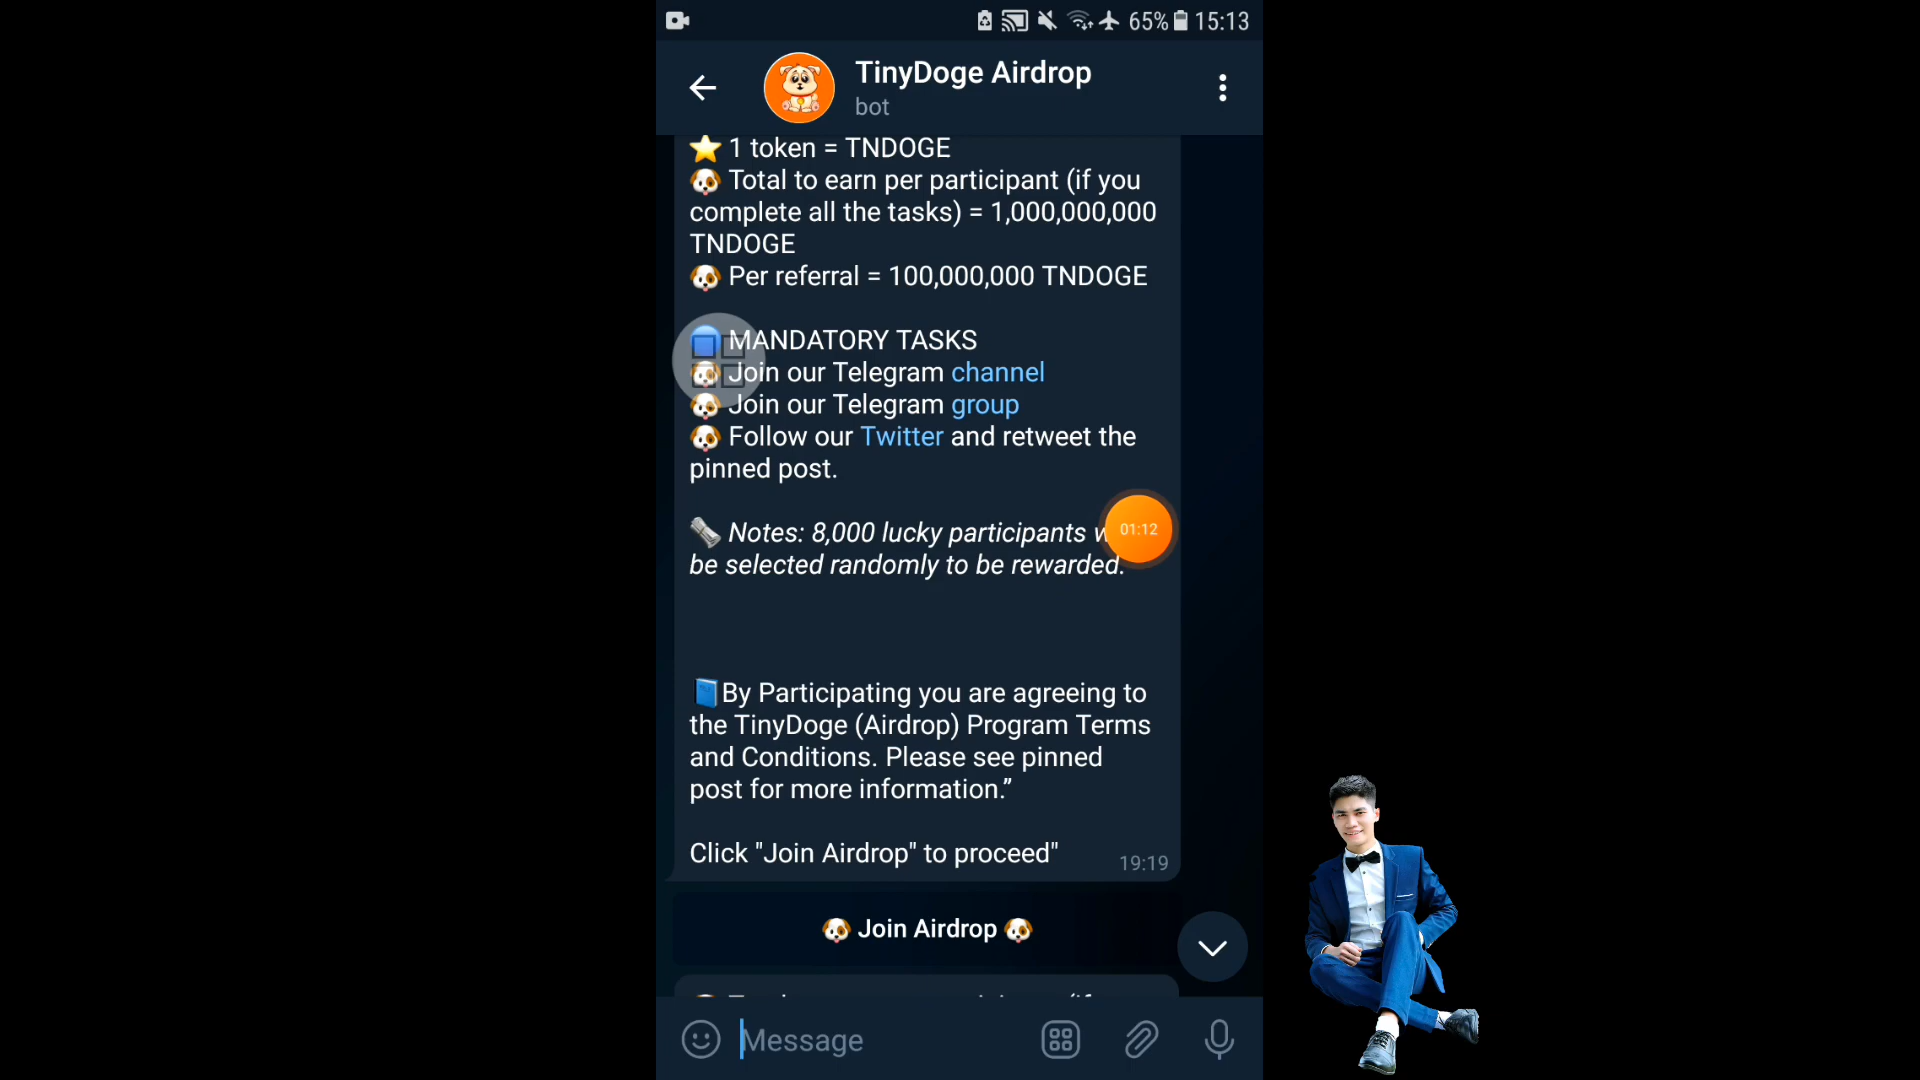 65% 15:13
TinyDoge Airdrop
bot
1 token = TNDOGE
Total to earn per participant (if you
complete all the tasks) = 1,000,000,000
TNDOGE
Per referral = 100,000,000 TNDOGE
MANDATORY TASKS
Join our Telegram channel
Join our Telegram group
Follow our Twitter and retweet the
pinned post.
Notes: 8,000 lucky participants
01:12
be selected randomly to be rewarded.
By Participating you are agreeing to
the TinyDoge (Airdrop) Program Terms
and Conditions. Please see pinned
post for more information.”
Click "Join Airdrop" to proceed"
19:19
Join Airdrop
Message